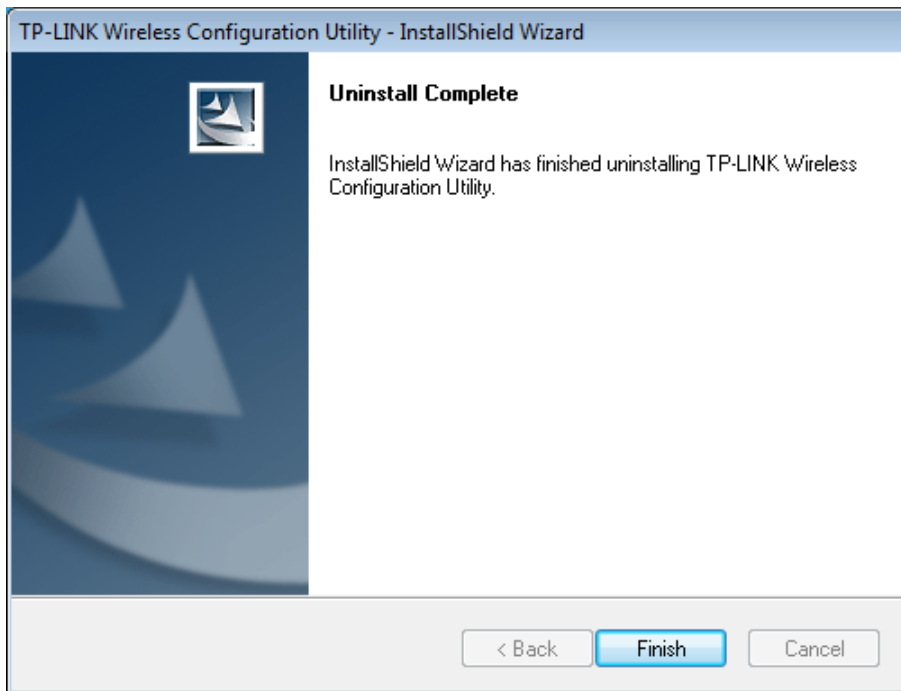 TP-LINK Wireless Configuration Utility - InstallShield Wizard
Uninstall Complete
InstallShield Wizard has finished uninstalling TP-LINK Wireless
Configuration Utility.
< Back
Finish
Cancel